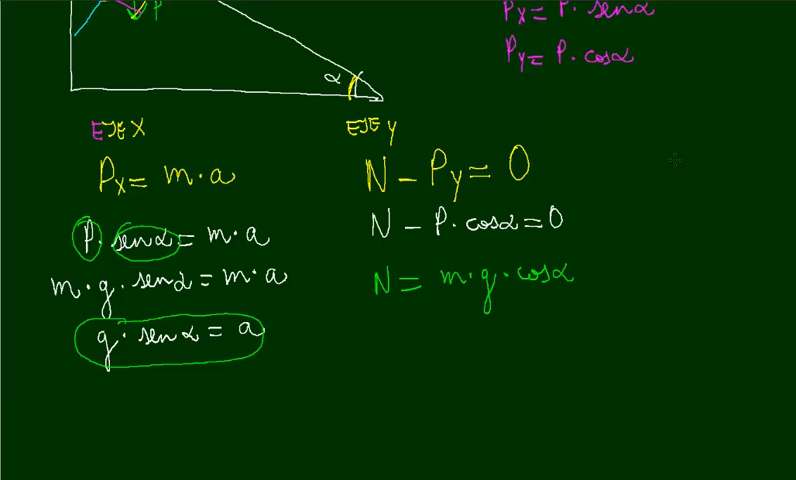 P
Px = P. senα
Py = P. cosα
α
EJE X
EJE Y
Px = m.a
N - Py = 0
P. senα = m.a
N - P. cosα = 0
m.g. senα = m.a
N = m.g.cosα
g. senα = a